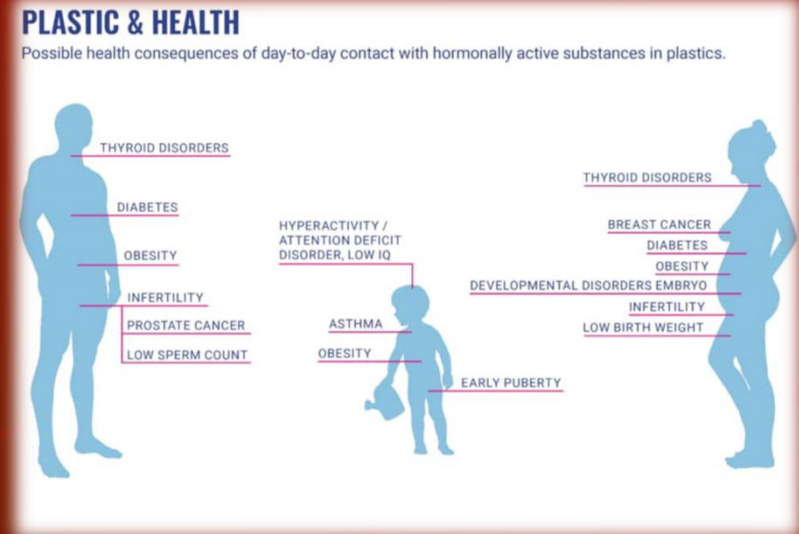 PLASTIC & HEALTH
Possible health consequences of day-to-day contact with hormonally active substances in plastics.
THYROID DISORDERS
DIABETES
OBESITY
INFERTILITY
PROSTATE CANCER
LOW SPERM COUNT
HYPERACTIVITY /
ATTENTION DEFICIT
DISORDER, LOW IQ
ASTHMA
OBESITY
EARLY PUBERTY
THYROID DISORDERS
BREAST CANCER
DIABETES
OBESITY
DEVELOPMENTAL DISORDERS EMBRYO
INFERTILITY
LOW BIRTH WEIGHT